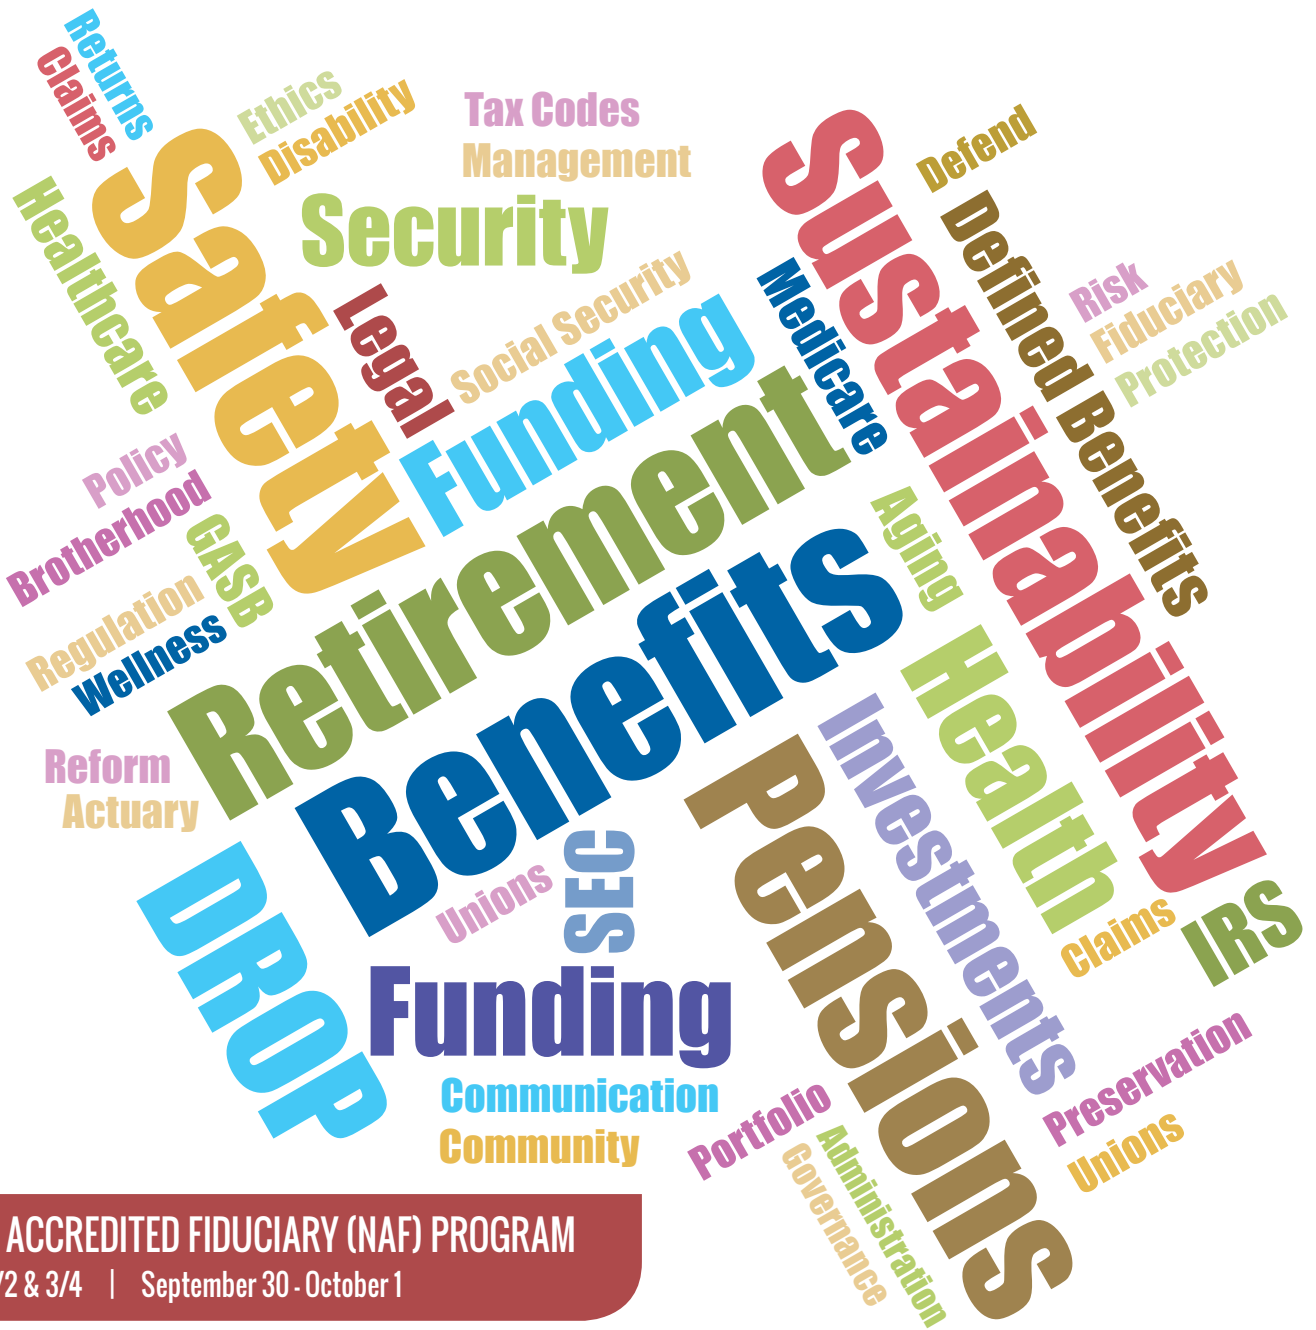 Returns
Claims
Ethics
Disability
Tax Codes
Management
Safety
Security
Healthcare
Legal
Social Security
Funding
Sustainability
Defend
Defined Benefits
Medicare
Risk
Fiduciary
Protection
Policy
Brotherhood
GASB
Regulation
Wellness
Retirement
Benefits
Aging
Health
Reform
Actuary
DROP
Unions
SEC
Funding
Communication
Community
Pensions
Investments
Claims
IRS
Preservation
Unions
Portfolio
Administration
Governance
ACCREDITED FIDUCIARY (NAF) PROGRAM
/2 & 3/4 | September 30 - October 1